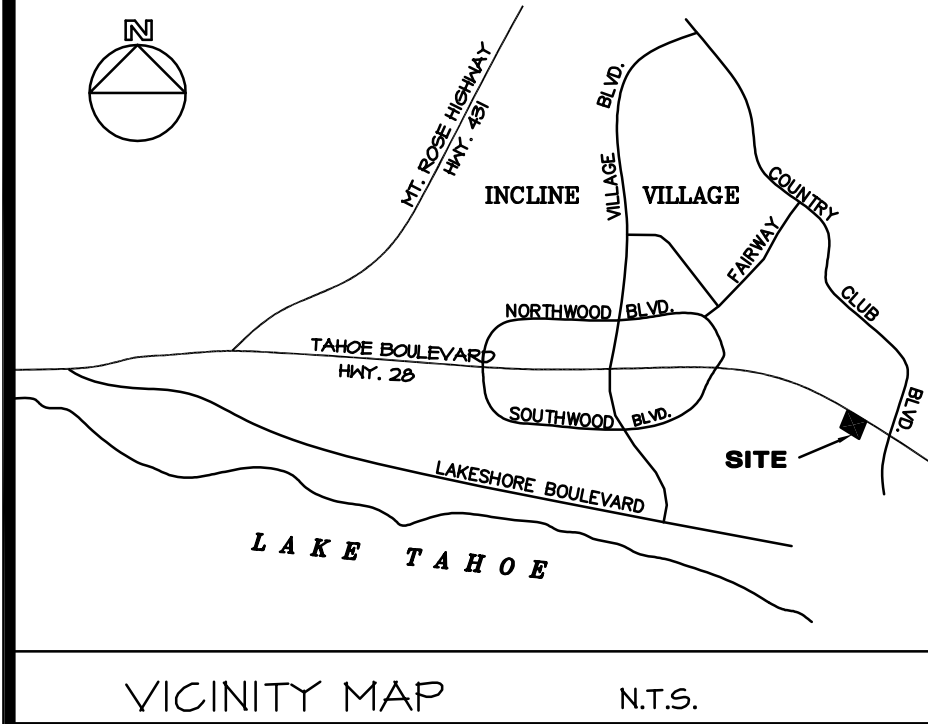 N
MT. ROSE HIGHWAY
HWY. 431
VILLAGE BLVD.
INCLINE VILLAGE
COUNTRY CLUB BLVD.
FAIRWAY
NORTHWOOD BLVD.
TAHOE BOULEVARD
HWY. 28
SOUTHWOOD BLVD.
SITE
LAKESHORE BOULEVARD
LAKE TAHOE
VICINITY MAP N.T.S.